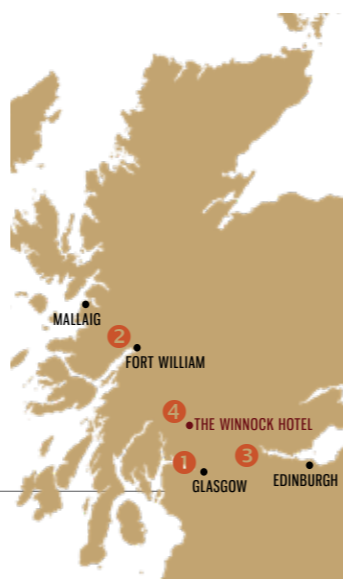 MALLAIG
2
FORT WILLIAM
4
THE WINNOCK HOTEL
1
3
GLASGOW
EDINBURGH